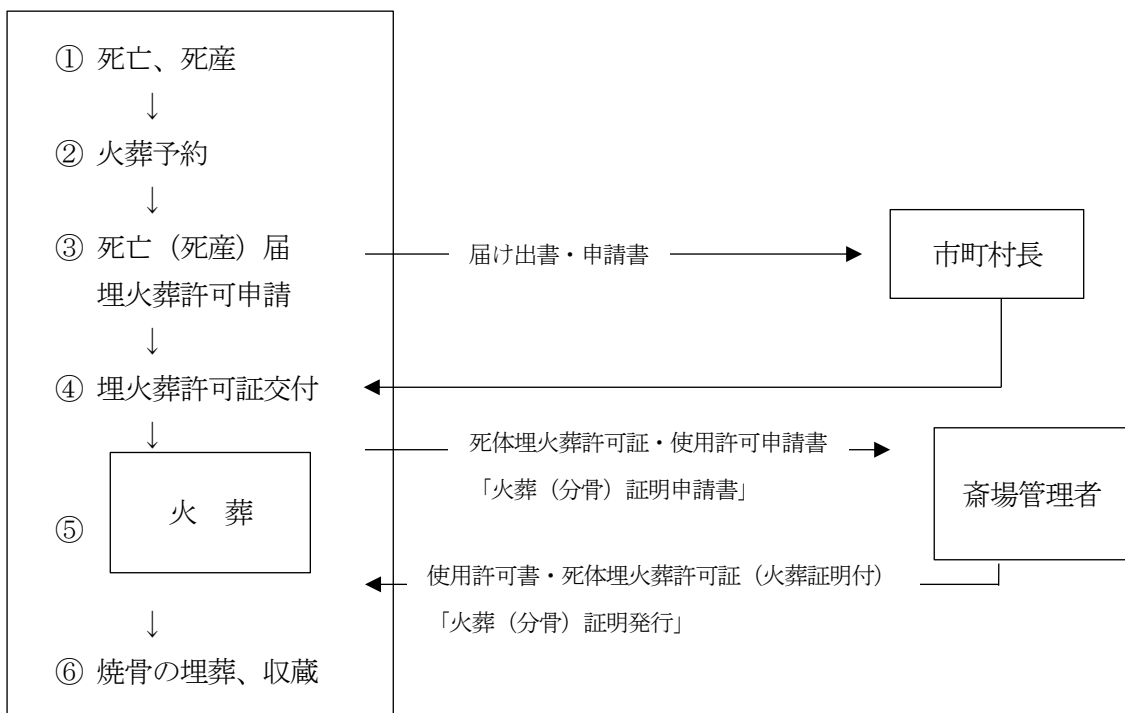 ① 死亡、死産
↓
② 火葬予約
↓
③ 死亡（死産）届
埋火葬許可申請
届け出書・申請書
市町村長
↓
④ 埋火葬許可証交付
↓
⑤
火　葬
死体埋火葬許可証・使用許可申請書
「火葬（分骨）証明申請書」
斎場管理者
使用許可書・死体埋火葬許可証（火葬証明付）
「火葬（分骨）証明発行」
↓
⑥ 焼骨の埋葬、収蔵